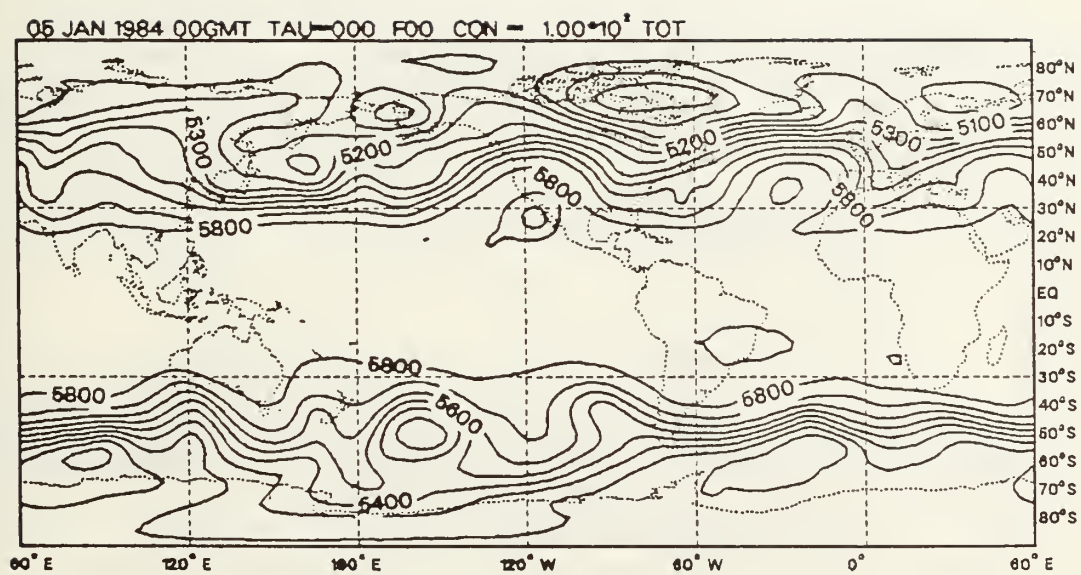 05 JAN 1984 00GMT TAU=000 F00 CON = 1.00*10² TOT
80°N
70°N
60°N
50°N
40°N
30°N
20°N
10°N
EQ
10°S
20°S
30°S
40°S
50°S
60°S
70°S
80°S
5300
5200
5200
5300
5100
5800
5800
5800
5800
5800
5600
5800
5400
60°E
120°E
180°E
120°W
60°W
0°
60°E